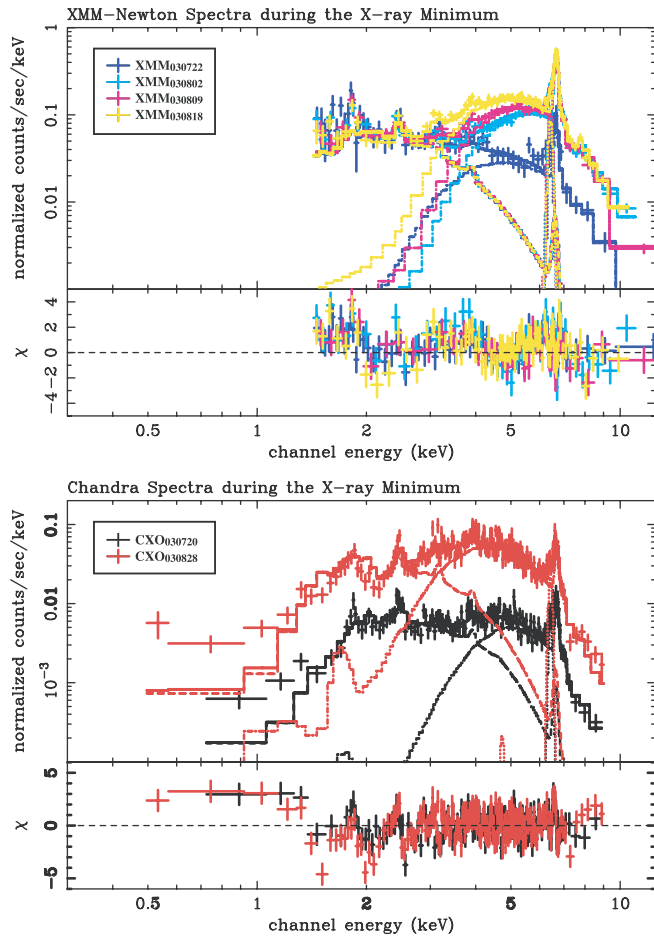 XMM-Newton Spectra during the X-ray Minimum
XMM030722
XMM030802
XMM030809
XMM030818
normalized counts/sec/keV
1
0.1
0.01
χ
4
2
0
−2
−4
0.5
1
2
5
10
channel energy (keV)
Chandra Spectra during the X-ray Minimum
CXO030720
CXO030828
normalized counts/sec/keV
0.1
0.01
10−3
χ
5
0
−5
0.5
1
2
5
10
channel energy (keV)